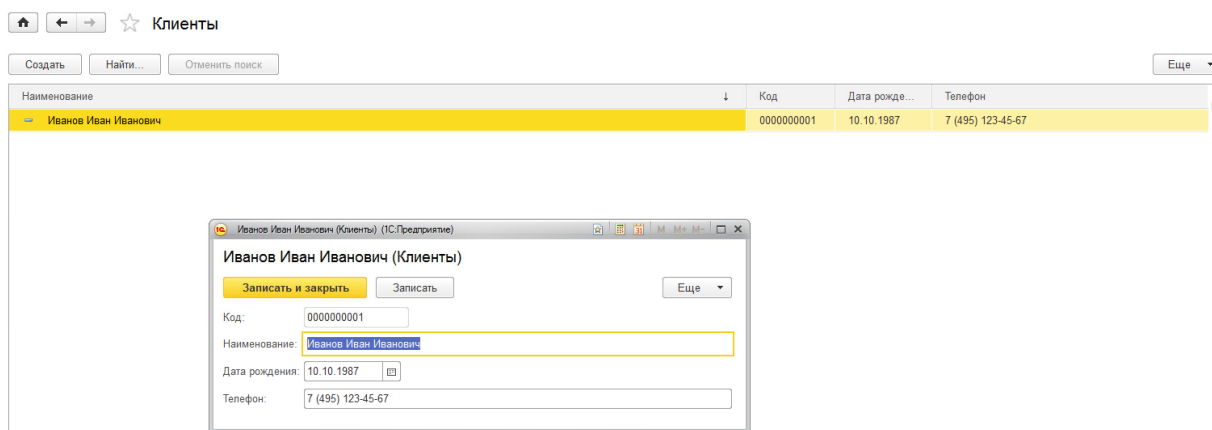 Клиенты
Создать Найти... Отменить поиск Еще
Наименование ↓ Код Дата рожде... Телефон
Иванов Иван Иванович 0000000001 10.10.1987 7 (495) 123-45-67
1С Иванов Иван Иванович (Клиенты) (1С:Предприятие) 31 M M+ M-
Иванов Иван Иванович (Клиенты)
Записать и закрыть Записать Еще
Код: 0000000001
Наименование: Иванов Иван Иванович
Дата рождения: 10.10.1987
Телефон: 7 (495) 123-45-67